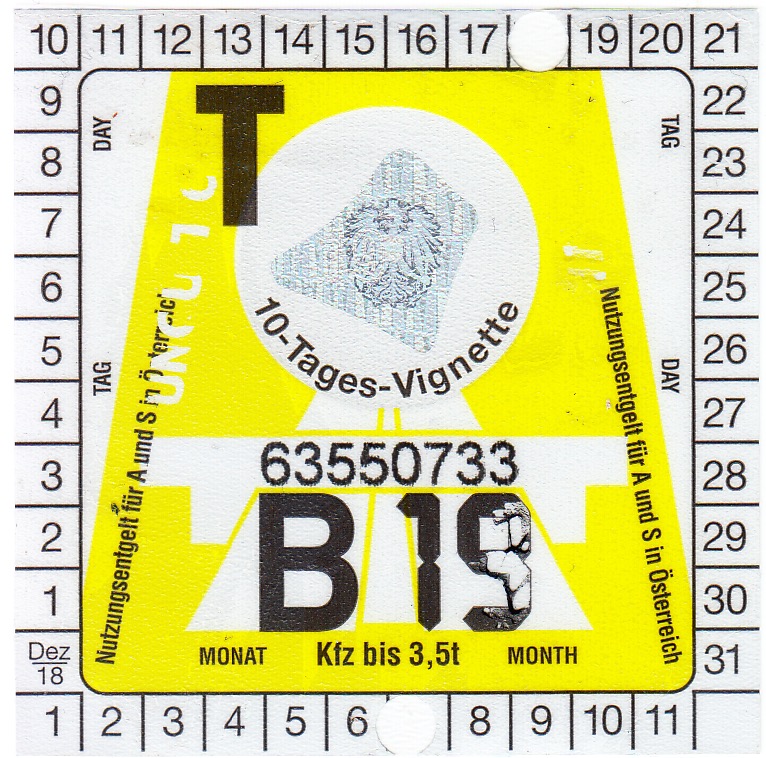 10 11 12 13 14 15 16 17 19 20 21
9 22
8 23
7 24
6 25
5 26
4 27
3 28
2 29
1 30
Dez 18 31
1 2 3 4 5 6 8 9 10 11
T
DAY
TAG
TAG
DAY
10-Tages-Vignette
Nutzungsentgelt für A und S in Österreich
Nutzungsentgelt für A und S in Österreich
63550733
B 19
MONAT Kfz bis 3,5t MONTH